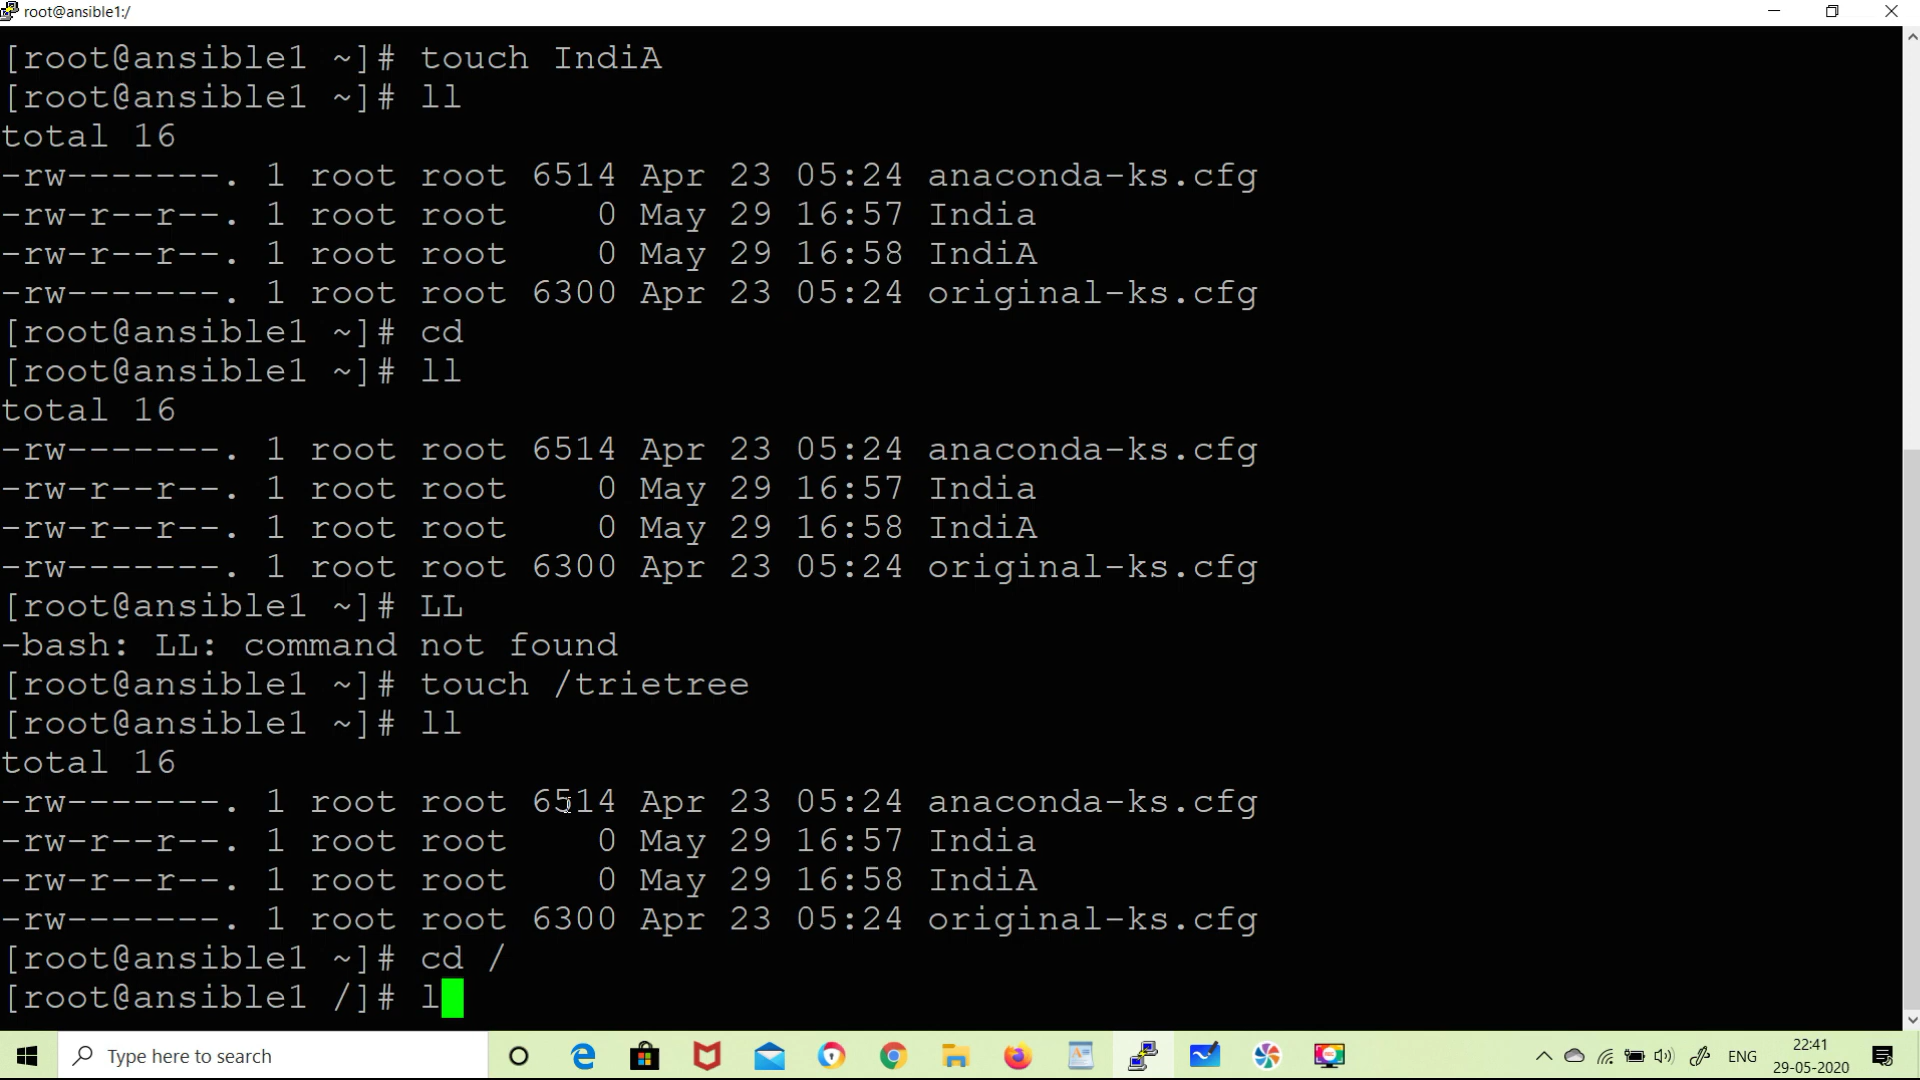 root@ansible1:/
[root@ansible1 ~]# touch IndiA
[root@ansible1 ~]# ll
total 16
-rw-------. 1 root root 6514 Apr 23 05:24 anaconda-ks.cfg
-rw-r--r--. 1 root root    0 May 29 16:57 India
-rw-r--r--. 1 root root    0 May 29 16:58 IndiA
-rw-------. 1 root root 6300 Apr 23 05:24 original-ks.cfg
[root@ansible1 ~]# cd
[root@ansible1 ~]# ll
total 16
-rw-------. 1 root root 6514 Apr 23 05:24 anaconda-ks.cfg
-rw-r--r--. 1 root root    0 May 29 16:57 India
-rw-r--r--. 1 root root    0 May 29 16:58 IndiA
-rw-------. 1 root root 6300 Apr 23 05:24 original-ks.cfg
[root@ansible1 ~]# LL
-bash: LL: command not found
[root@ansible1 ~]# touch /trietree
[root@ansible1 ~]# ll
total 16
-rw-------. 1 root root 6514 Apr 23 05:24 anaconda-ks.cfg
-rw-r--r--. 1 root root    0 May 29 16:57 India
-rw-r--r--. 1 root root    0 May 29 16:58 IndiA
-rw-------. 1 root root 6300 Apr 23 05:24 original-ks.cfg
[root@ansible1 ~]# cd /
[root@ansible1 /]# l
Type here to search
ENG
22:41
29-05-2020